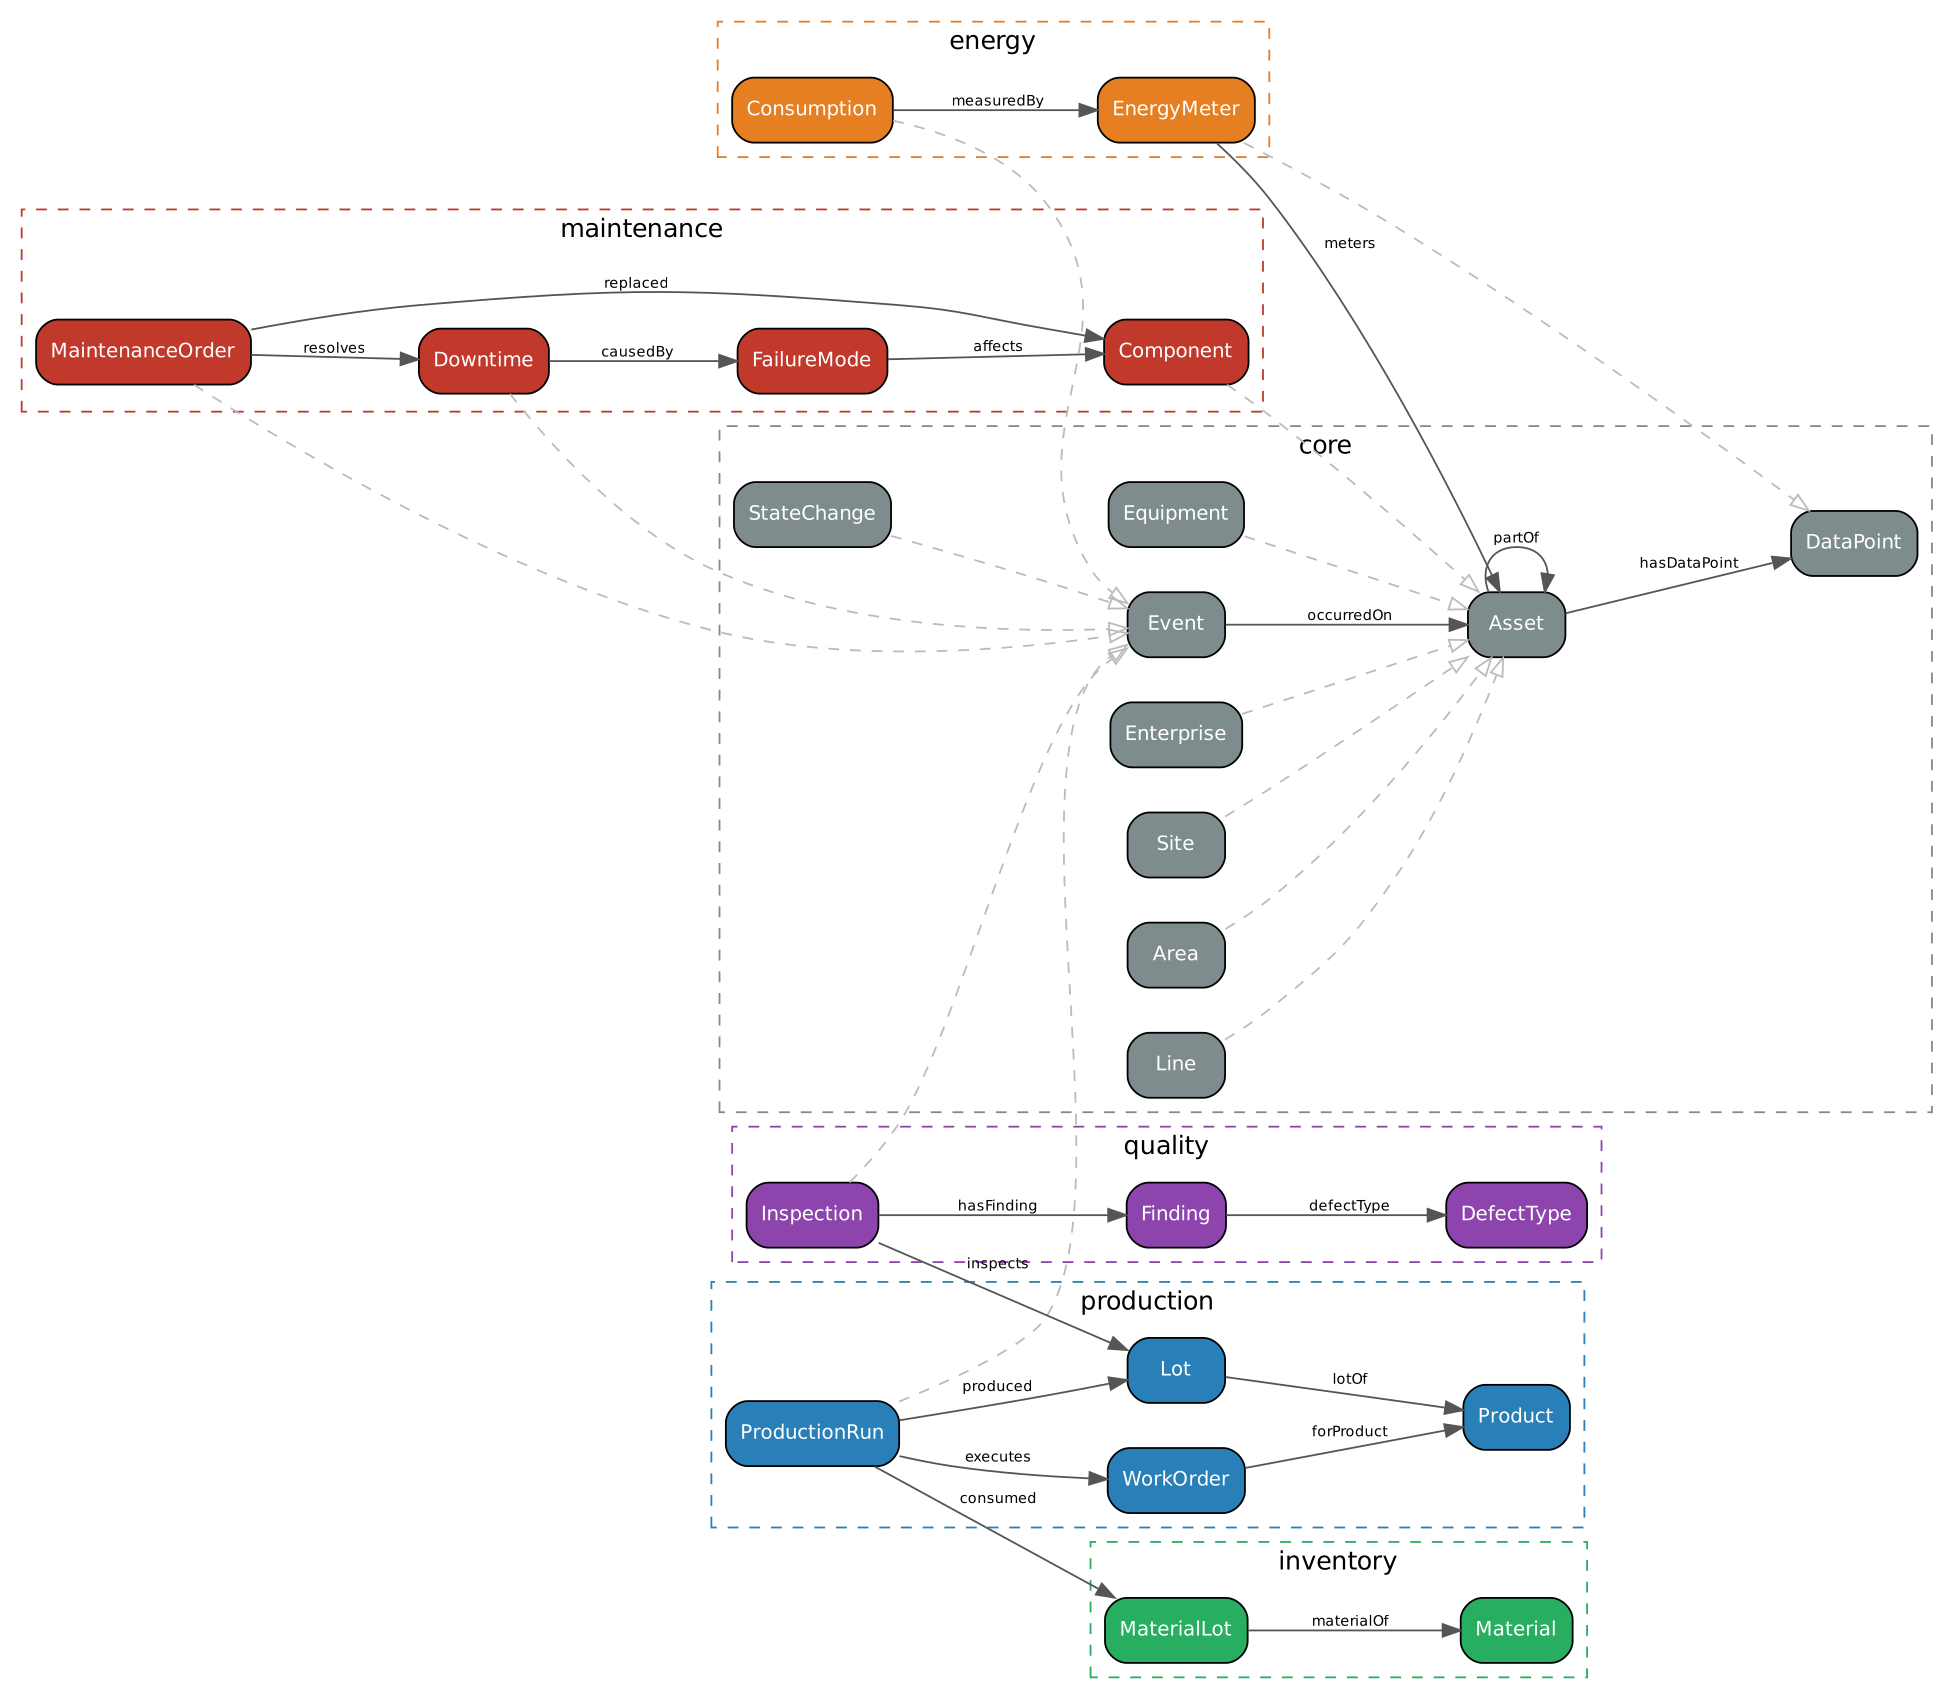 energy
Consumption
measuredBy
EnergyMeter
maintenance
meters
replaced
MaintenanceOrder
resolves
Downtime
causedBy
FailureMode
affects
Component
core
StateChange
Equipment
partOf
hasDataPoint
DataPoint
Event
occurredOn
Asset
Enterprise
Site
Area
Line
quality
Inspection
hasFinding
Finding
defectType
DefectType
inspects
production
Lot
lotOf
produced
Product
forProduct
ProductionRun
executes
WorkOrder
consumed
inventory
MaterialLot
materialOf
Material